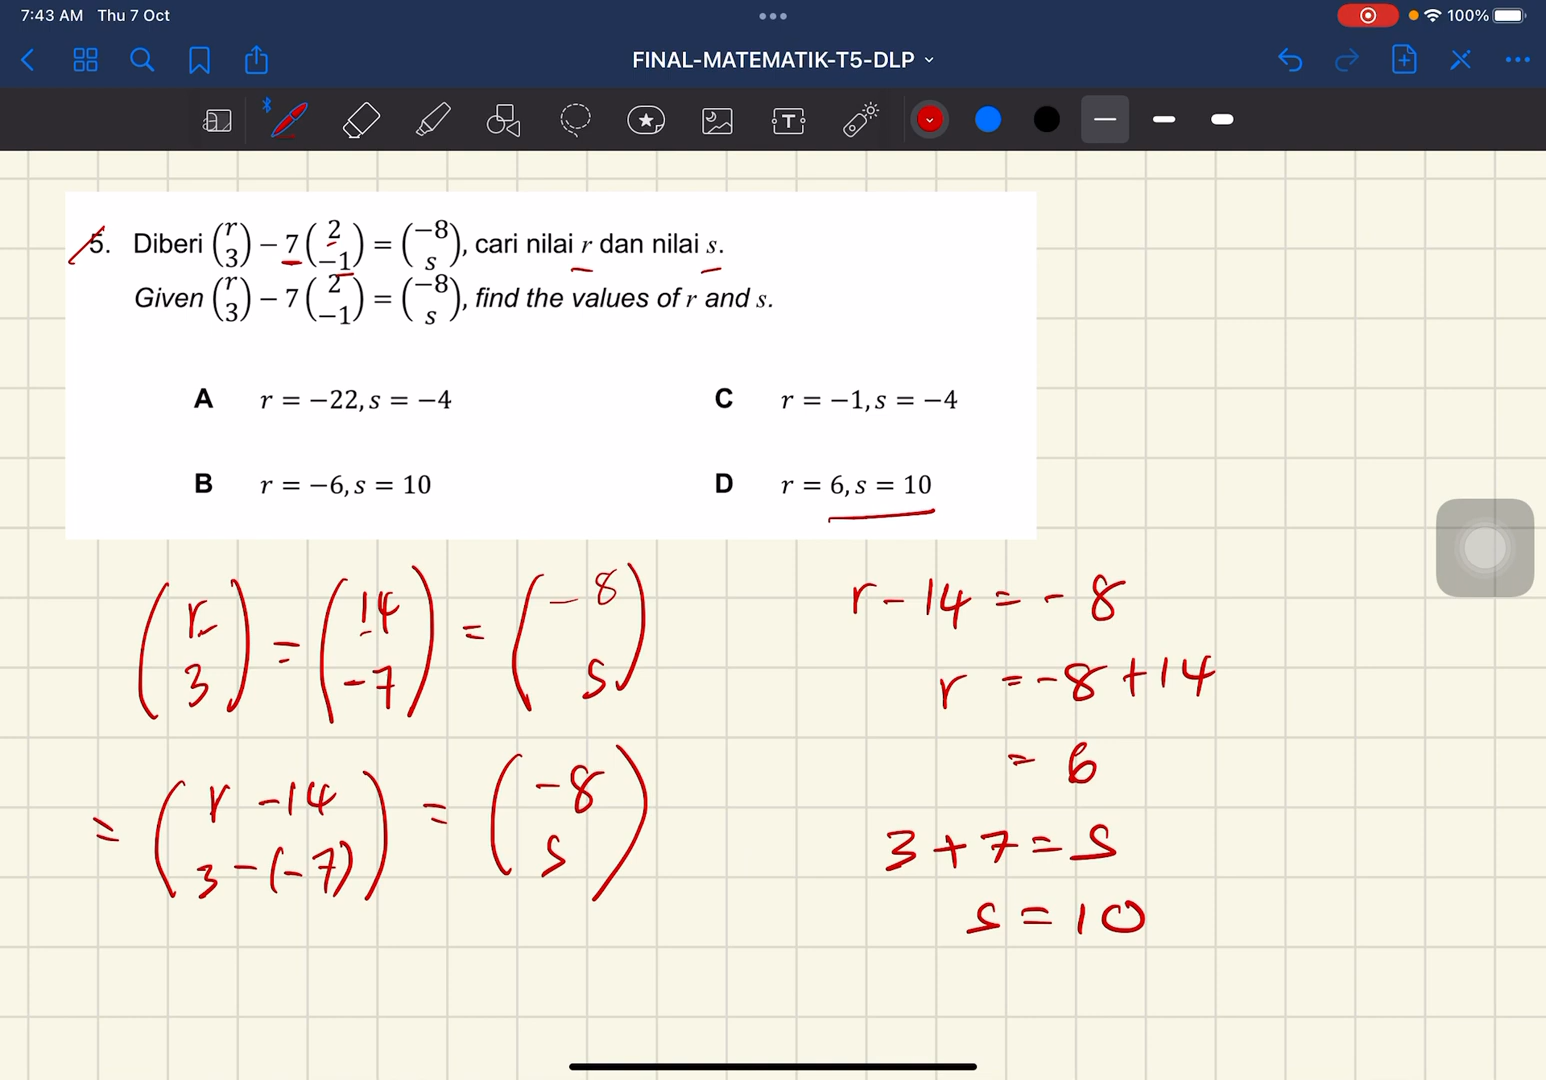 7:43 AM Thu 7 Oct
100%
FINAL-MATEMATIK-T5-DLP
5. Diberi (r 3) − 7 (2 −1) = (−8 s), cari nilai r dan nilai s.
Given (r 3) − 7 (2 −1) = (−8 s), find the values of r and s.
A r = −22, s = −4
C r = −1, s = −4
B r = −6, s = 10
D r = 6, s = 10
(r 3) = (14 -7) = (-8 s)
= (r -14 3-(-7)) = (-8 s)
r - 14 = -8
r = -8 + 14
= 6
3 + 7 = s
s = 10